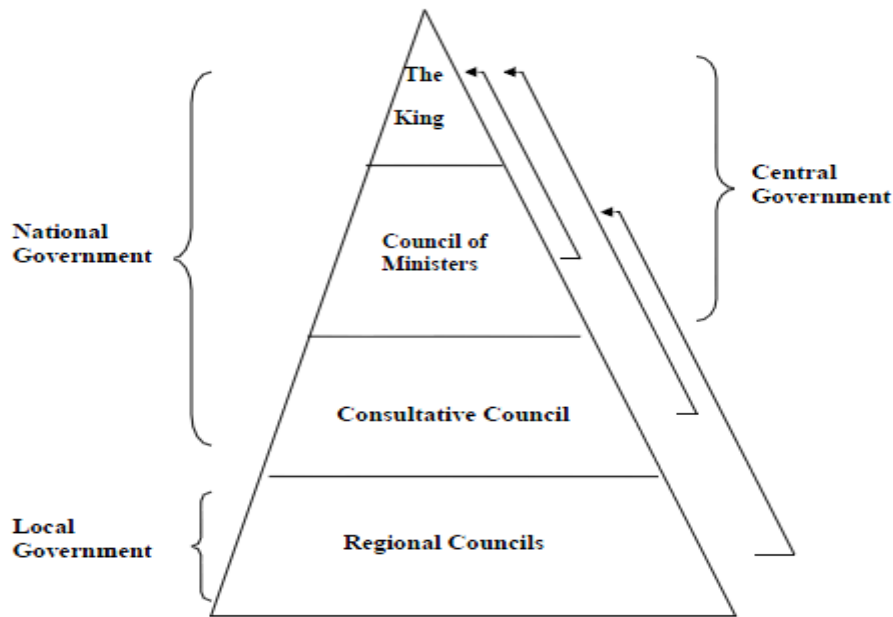 The
King
Central
Government
National
Government
Council of
Ministers
Consultative Council
Local
Government
Regional Councils